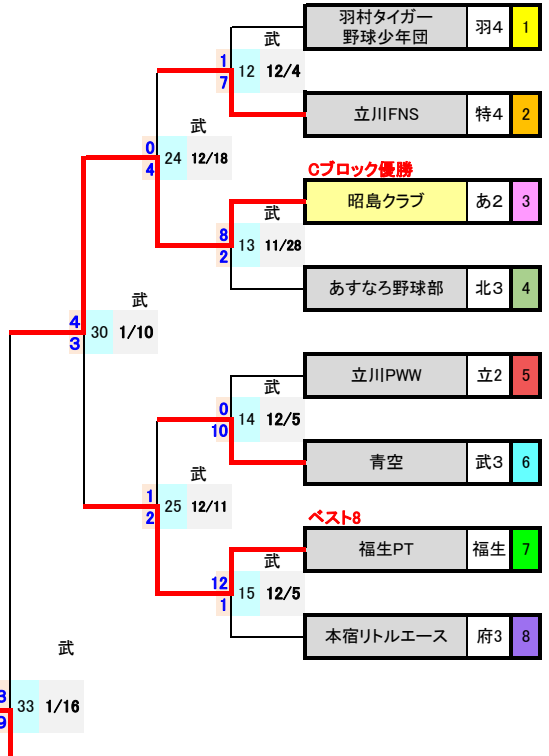 羽村タイガー
野球少年団
羽4
1
武
1
7
12
12/4
立川FNS
特4
2
武
0
4
24
12/18
Cブロック優勝
昭島クラブ
あ2
3
武
8
2
13
11/28
あすなろ野球部
北3
4
武
4
3
30
1/10
立川PWW
立2
5
武
0
10
14
12/5
青空
武3
6
武
1
2
25
12/11
ベスト8
福生PT
福生
7
武
12
1
15
12/5
本宿リトルエース
府3
8
武
3
9
33
1/16